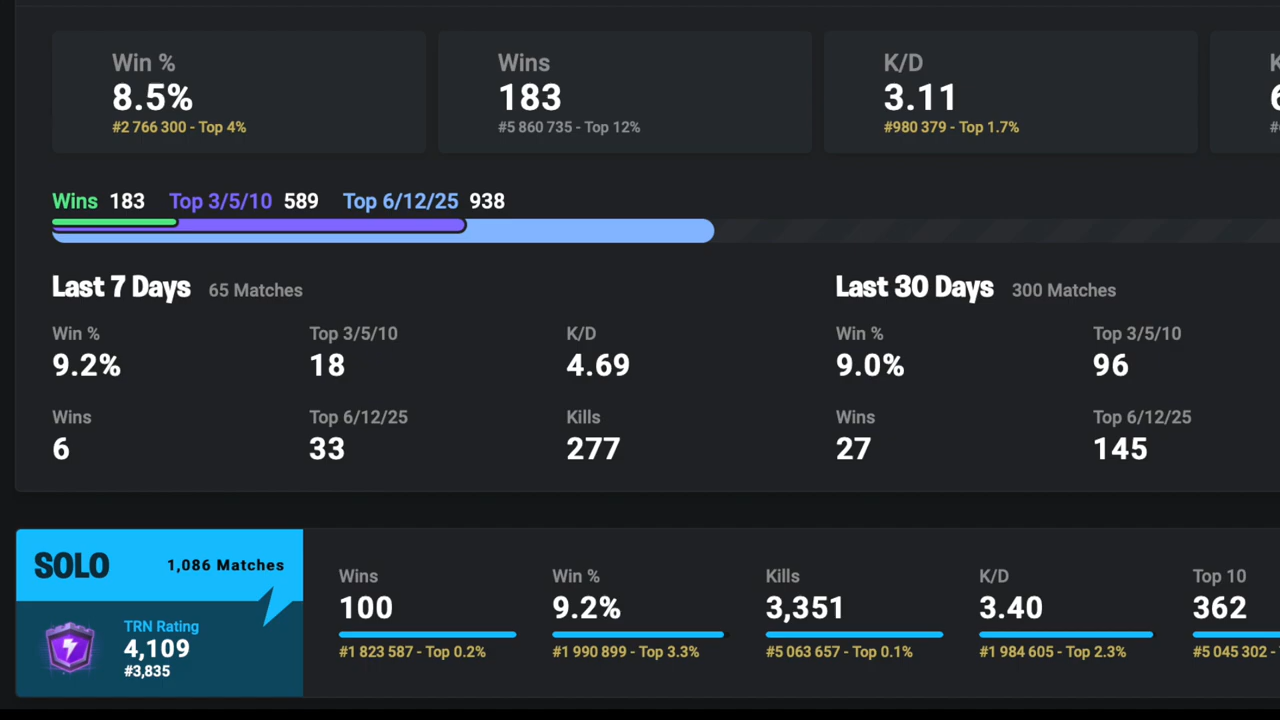 Win %
8.5%
#2 766 300 - Top 4%
Wins
183
#5 860 735 - Top 12%
K/D
3.11
#980 379 - Top 1.7%
Wins 183 Top 3/5/10 589 Top 6/12/25 938
Last 7 Days 65 Matches
Win % Top 3/5/10 K/D
9.2% 18 4.69
Wins Top 6/12/25 Kills
6 33 277
Last 30 Days 300 Matches
Win % Top 3/5/10
9.0% 96
Wins Top 6/12/25
27 145
SOLO 1,086 Matches
TRN Rating
4,109
#3,835
Wins
100
#1 823 587 - Top 0.2%
Win %
9.2%
#1 990 899 - Top 3.3%
Kills
3,351
#5 063 657 - Top 0.1%
K/D
3.40
#1 984 605 - Top 2.3%
Top 10
362
#5 045 302 -